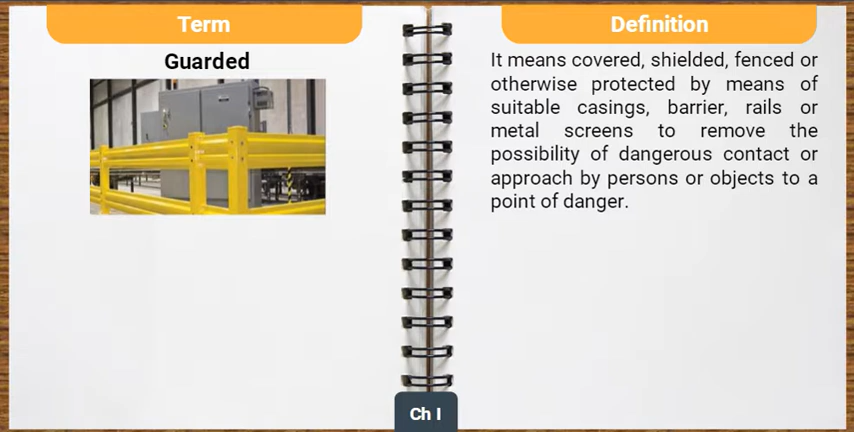 Term
Guarded
Definition
It means covered, shielded, fenced or
otherwise protected by means of
suitable casings, barrier, rails or
metal screens to remove the
possibility of dangerous contact or
approach by persons or objects to a
point of danger.
Ch I